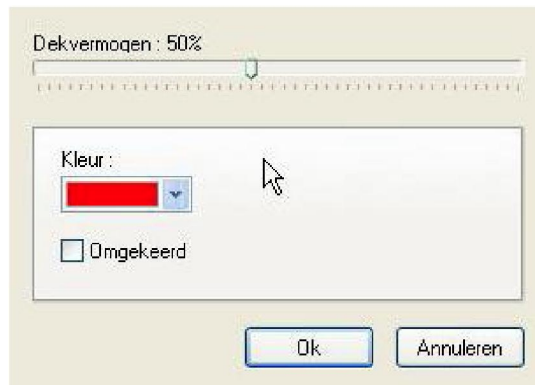 Dekvermogen : 50%
Kleur :
Omgekeerd
Ok
Annuleren